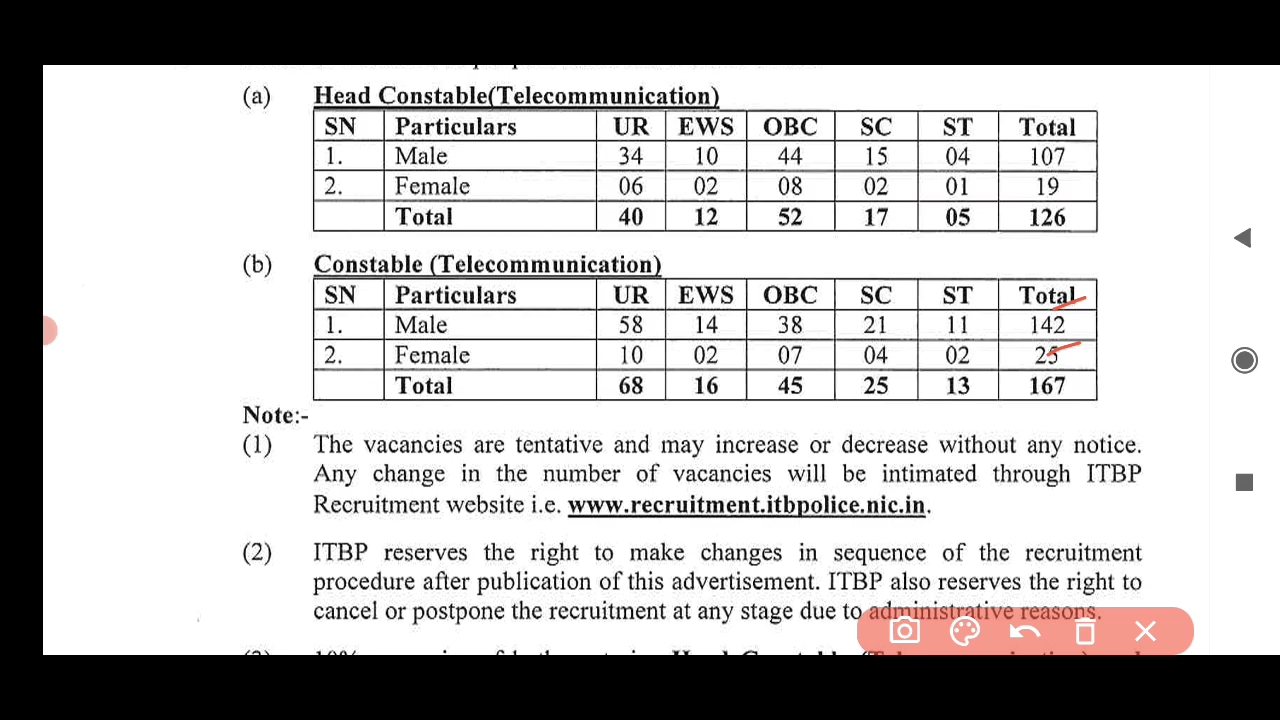 (a) Head Constable(Telecommunication)
SN Particulars UR EWS OBC SC ST Total
1. Male 34 10 44 15 04 107
2. Female 06 02 08 02 01 19
Total 40 12 52 17 05 126
(b) Constable (Telecommunication)
SN Particulars UR EWS OBC SC ST Total
1. Male 58 14 38 21 11 142
2. Female 10 02 07 04 02 25
Total 68 16 45 25 13 167
Note:-
(1) The vacancies are tentative and may increase or decrease without any notice.
Any change in the number of vacancies will be intimated through ITBP
Recruitment website i.e. www.recruitment.itbpolice.nic.in.
(2) ITBP reserves the right to make changes in sequence of the recruitment
procedure after publication of this advertisement. ITBP also reserves the right to
cancel or postpone the recruitment at any stage due to administrative reasons.